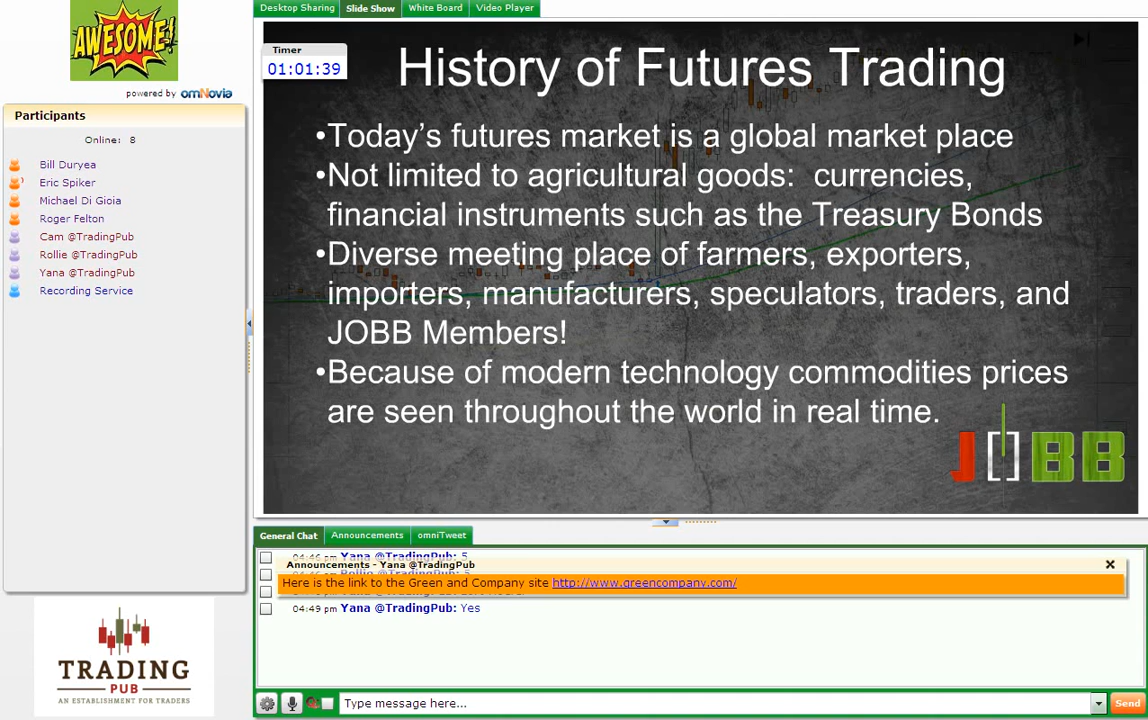 Desktop Sharing
Slide Show
White Board
Video Player
AWESOME!
powered by omNovia
Participants
Online: 8
Bill Duryea
Eric Spiker
Michael Di Gioia
Roger Felton
Cam @TradingPub
Rollie @TradingPub
Yana @TradingPub
Recording Service
TRADING
PUB
AN ESTABLISHMENT FOR TRADERS
Timer
01:01:39
History of Futures Trading
•Today’s futures market is a global market place
•Not limited to agricultural goods: currencies,
financial instruments such as the Treasury Bonds
•Diverse meeting place of farmers, exporters,
importers, manufacturers, speculators, traders, and
JOBB Members!
•Because of modern technology commodities prices
are seen throughout the world in real time.
J[]BB
General Chat
Announcements
omniTweet
04:46 pm Yana @TradingPub: 5
Announcements - Yana @TradingPub
Here is the link to the Green and Company site http://www.greencompany.com/
04:49 pm Yana @TradingPub: Yes
Type message here...
Send